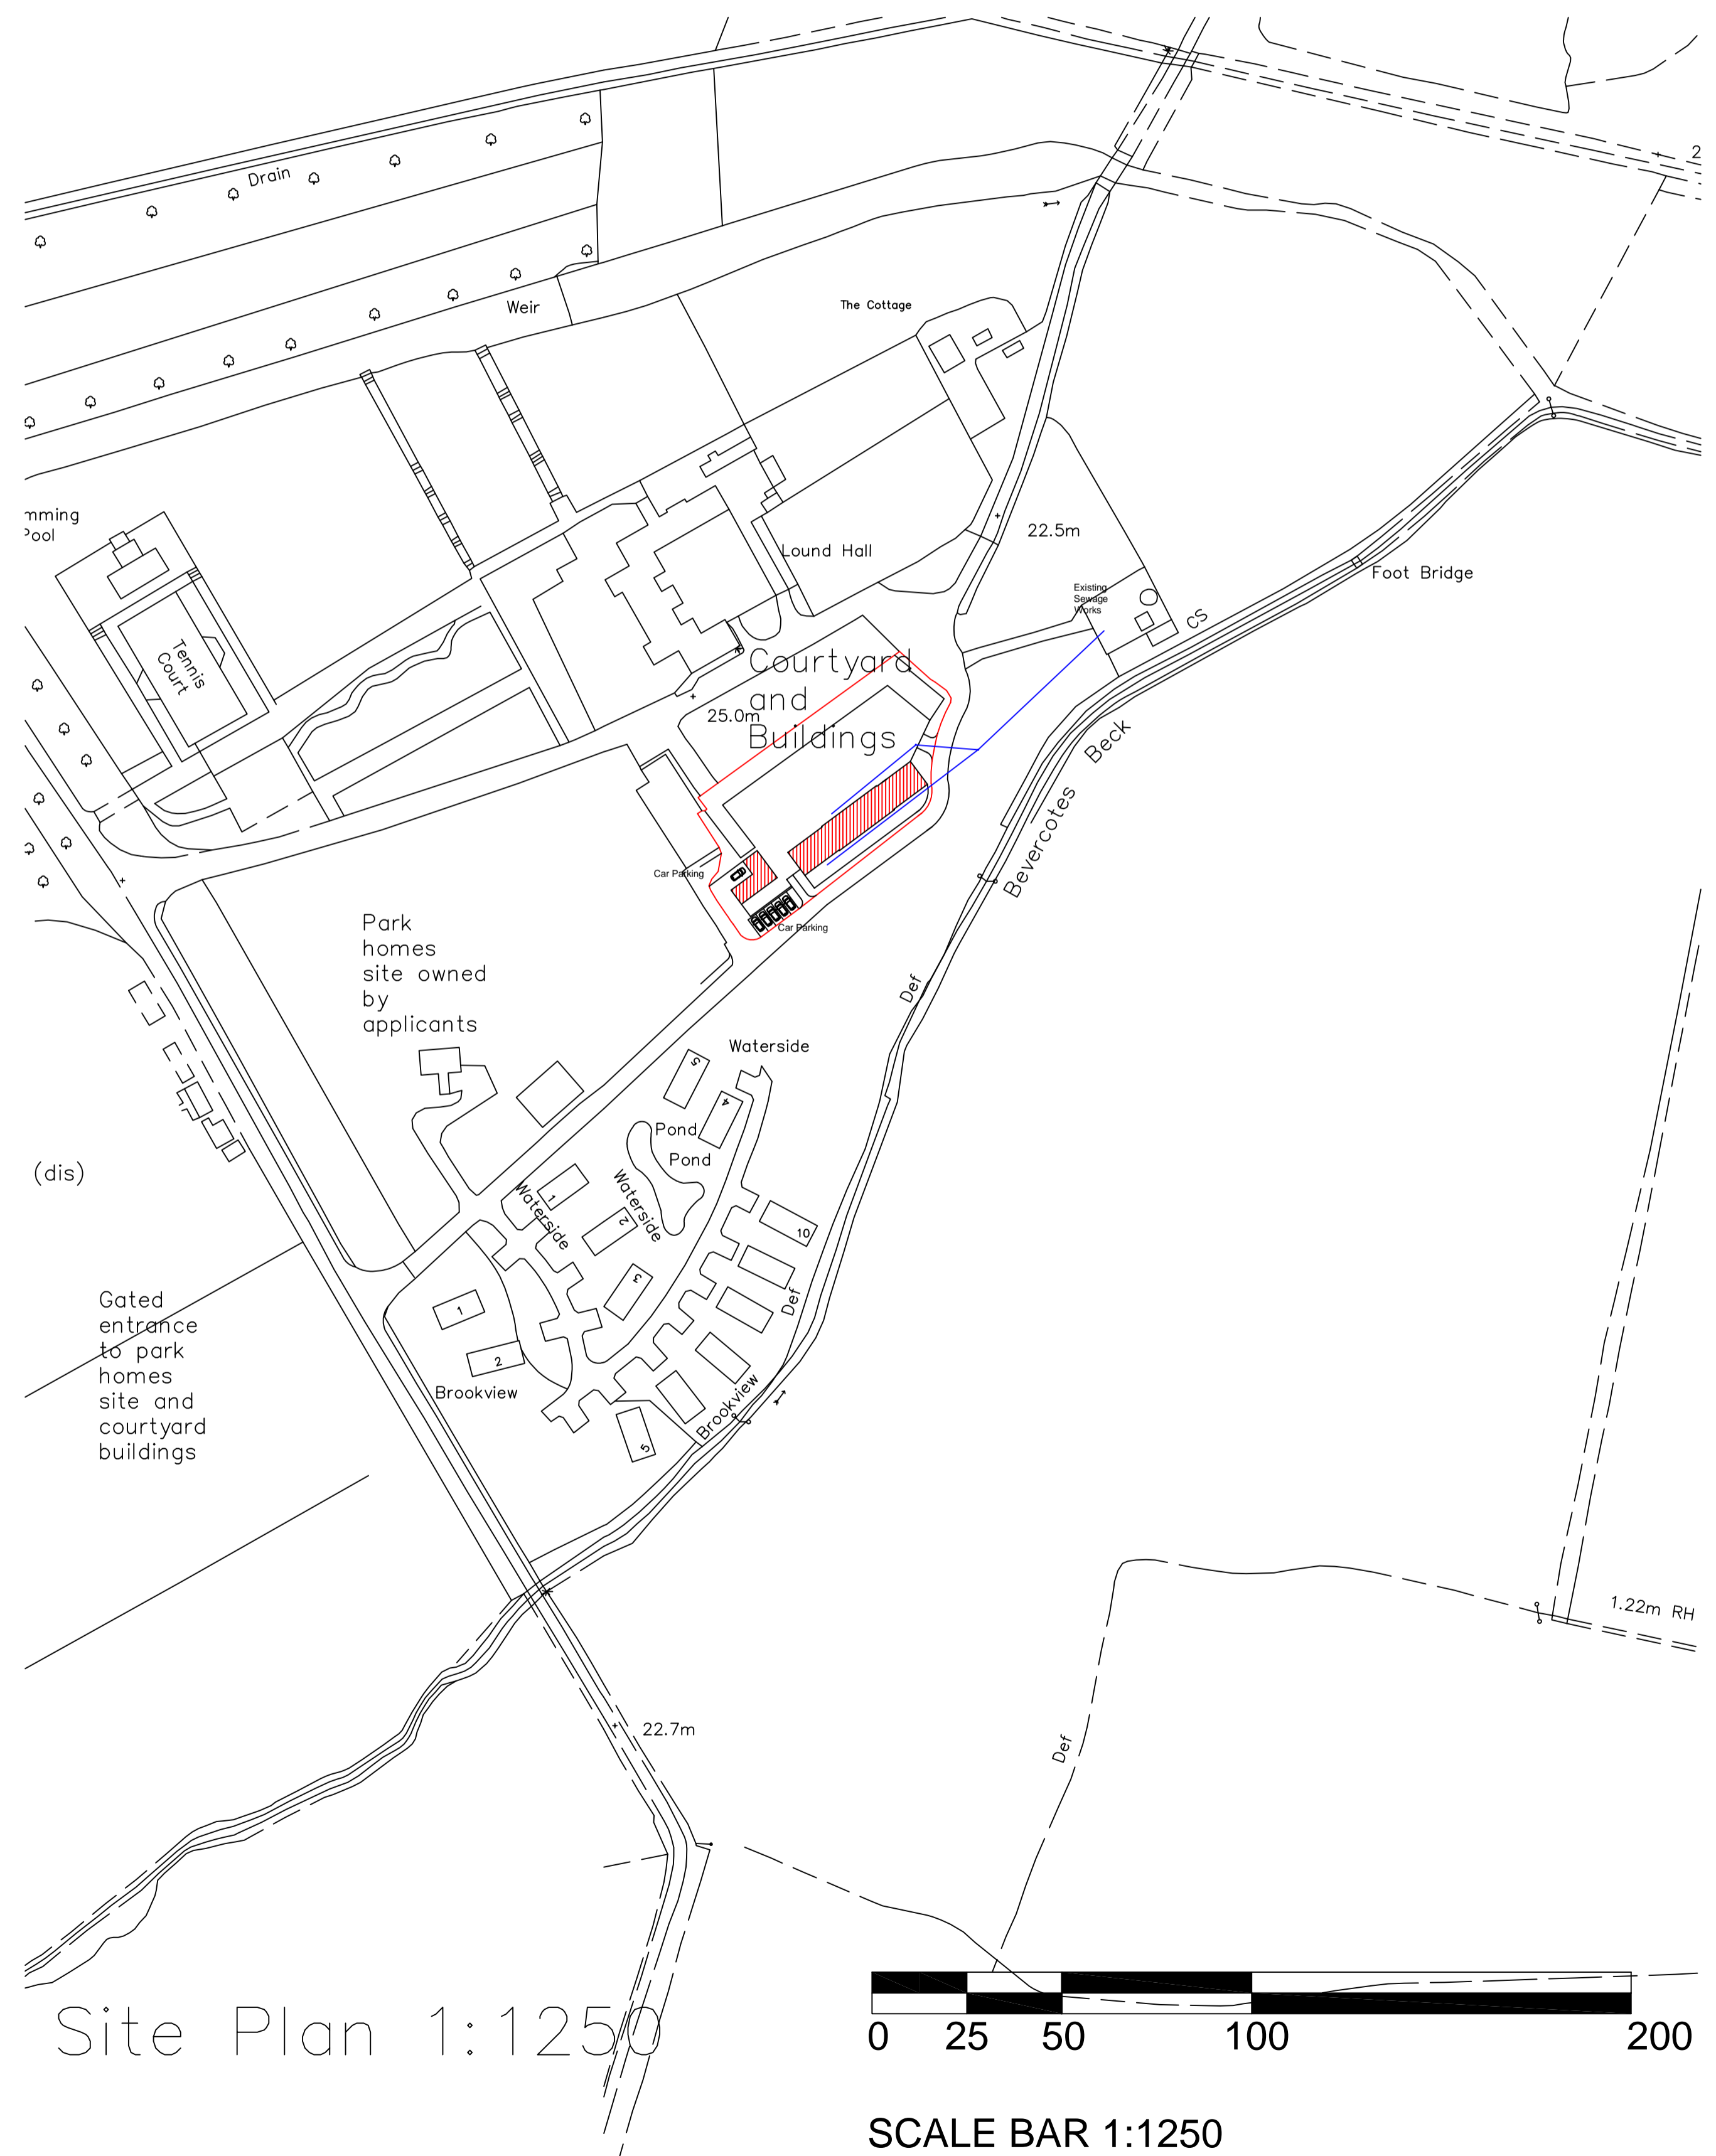 2
Drain
Weir
The Cottage
mming
Pool
22.5m
Lound Hall
Foot Bridge
Existing
Sewage
Works
CS
Tennis
Court
Courtyard
and
Buildings
25.0m
Beck
Bevercotes
Car Parking
Car Parking
Park
homes
site owned
by
applicants
Def
Waterside
5
4
Pond
Pond
(dis)
Waterside
Waterside
1
2
10
3
Def
Gated
entrance
to park
homes
site and
courtyard
buildings
1
2
Brookview
Brookview
5
1.22m RH
22.7m
Def
Site Plan 1:1250
0 25 50 100 200
SCALE BAR 1:1250